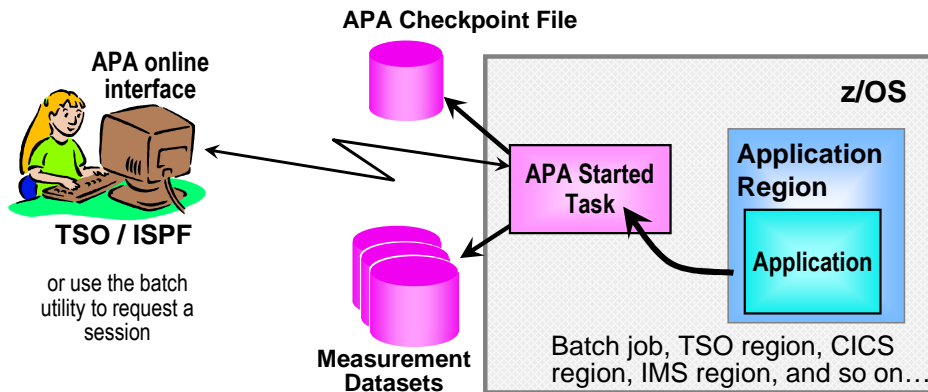 APA Checkpoint File
APA online
interface
TSO / ISPF
or use the batch
utility to request a
session
Measurement
Datasets
z/OS
APA Started
Task
Application
Region
Application
Batch job, TSO region, CICS
region, IMS region, and so on…